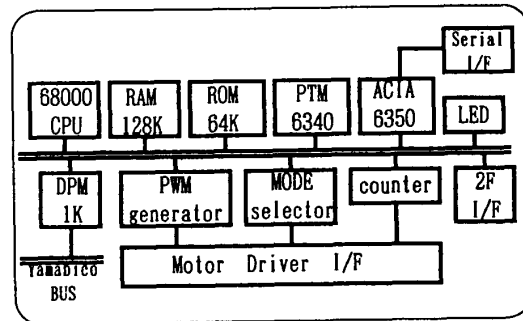 Serial
I/F
68000
CPU
RAM
128K
ROM
64K
PTM
6340
ACIA
6350
LED
DPM
1K
PWM
generator
MODE
selector
counter
2F
I/F
Yamabico
BUS
Motor Driver I/F